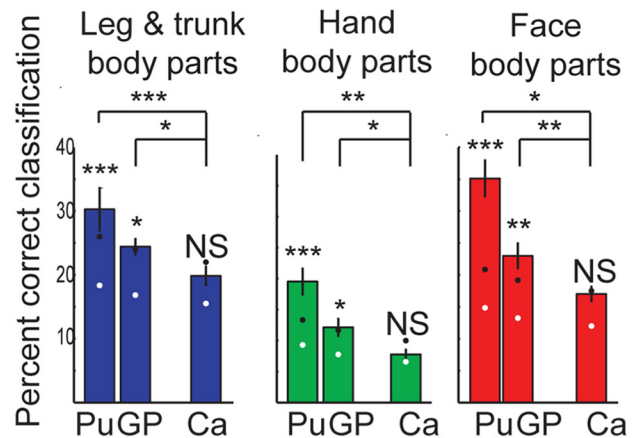 Leg & trunk
body parts
Hand
body parts
Face
body parts
Percent correct classification
*** * ** * * **
40
30
20
10
*** * NS
*** * NS
*** ** NS
PuGP Ca
PuGP Ca
PuGP Ca